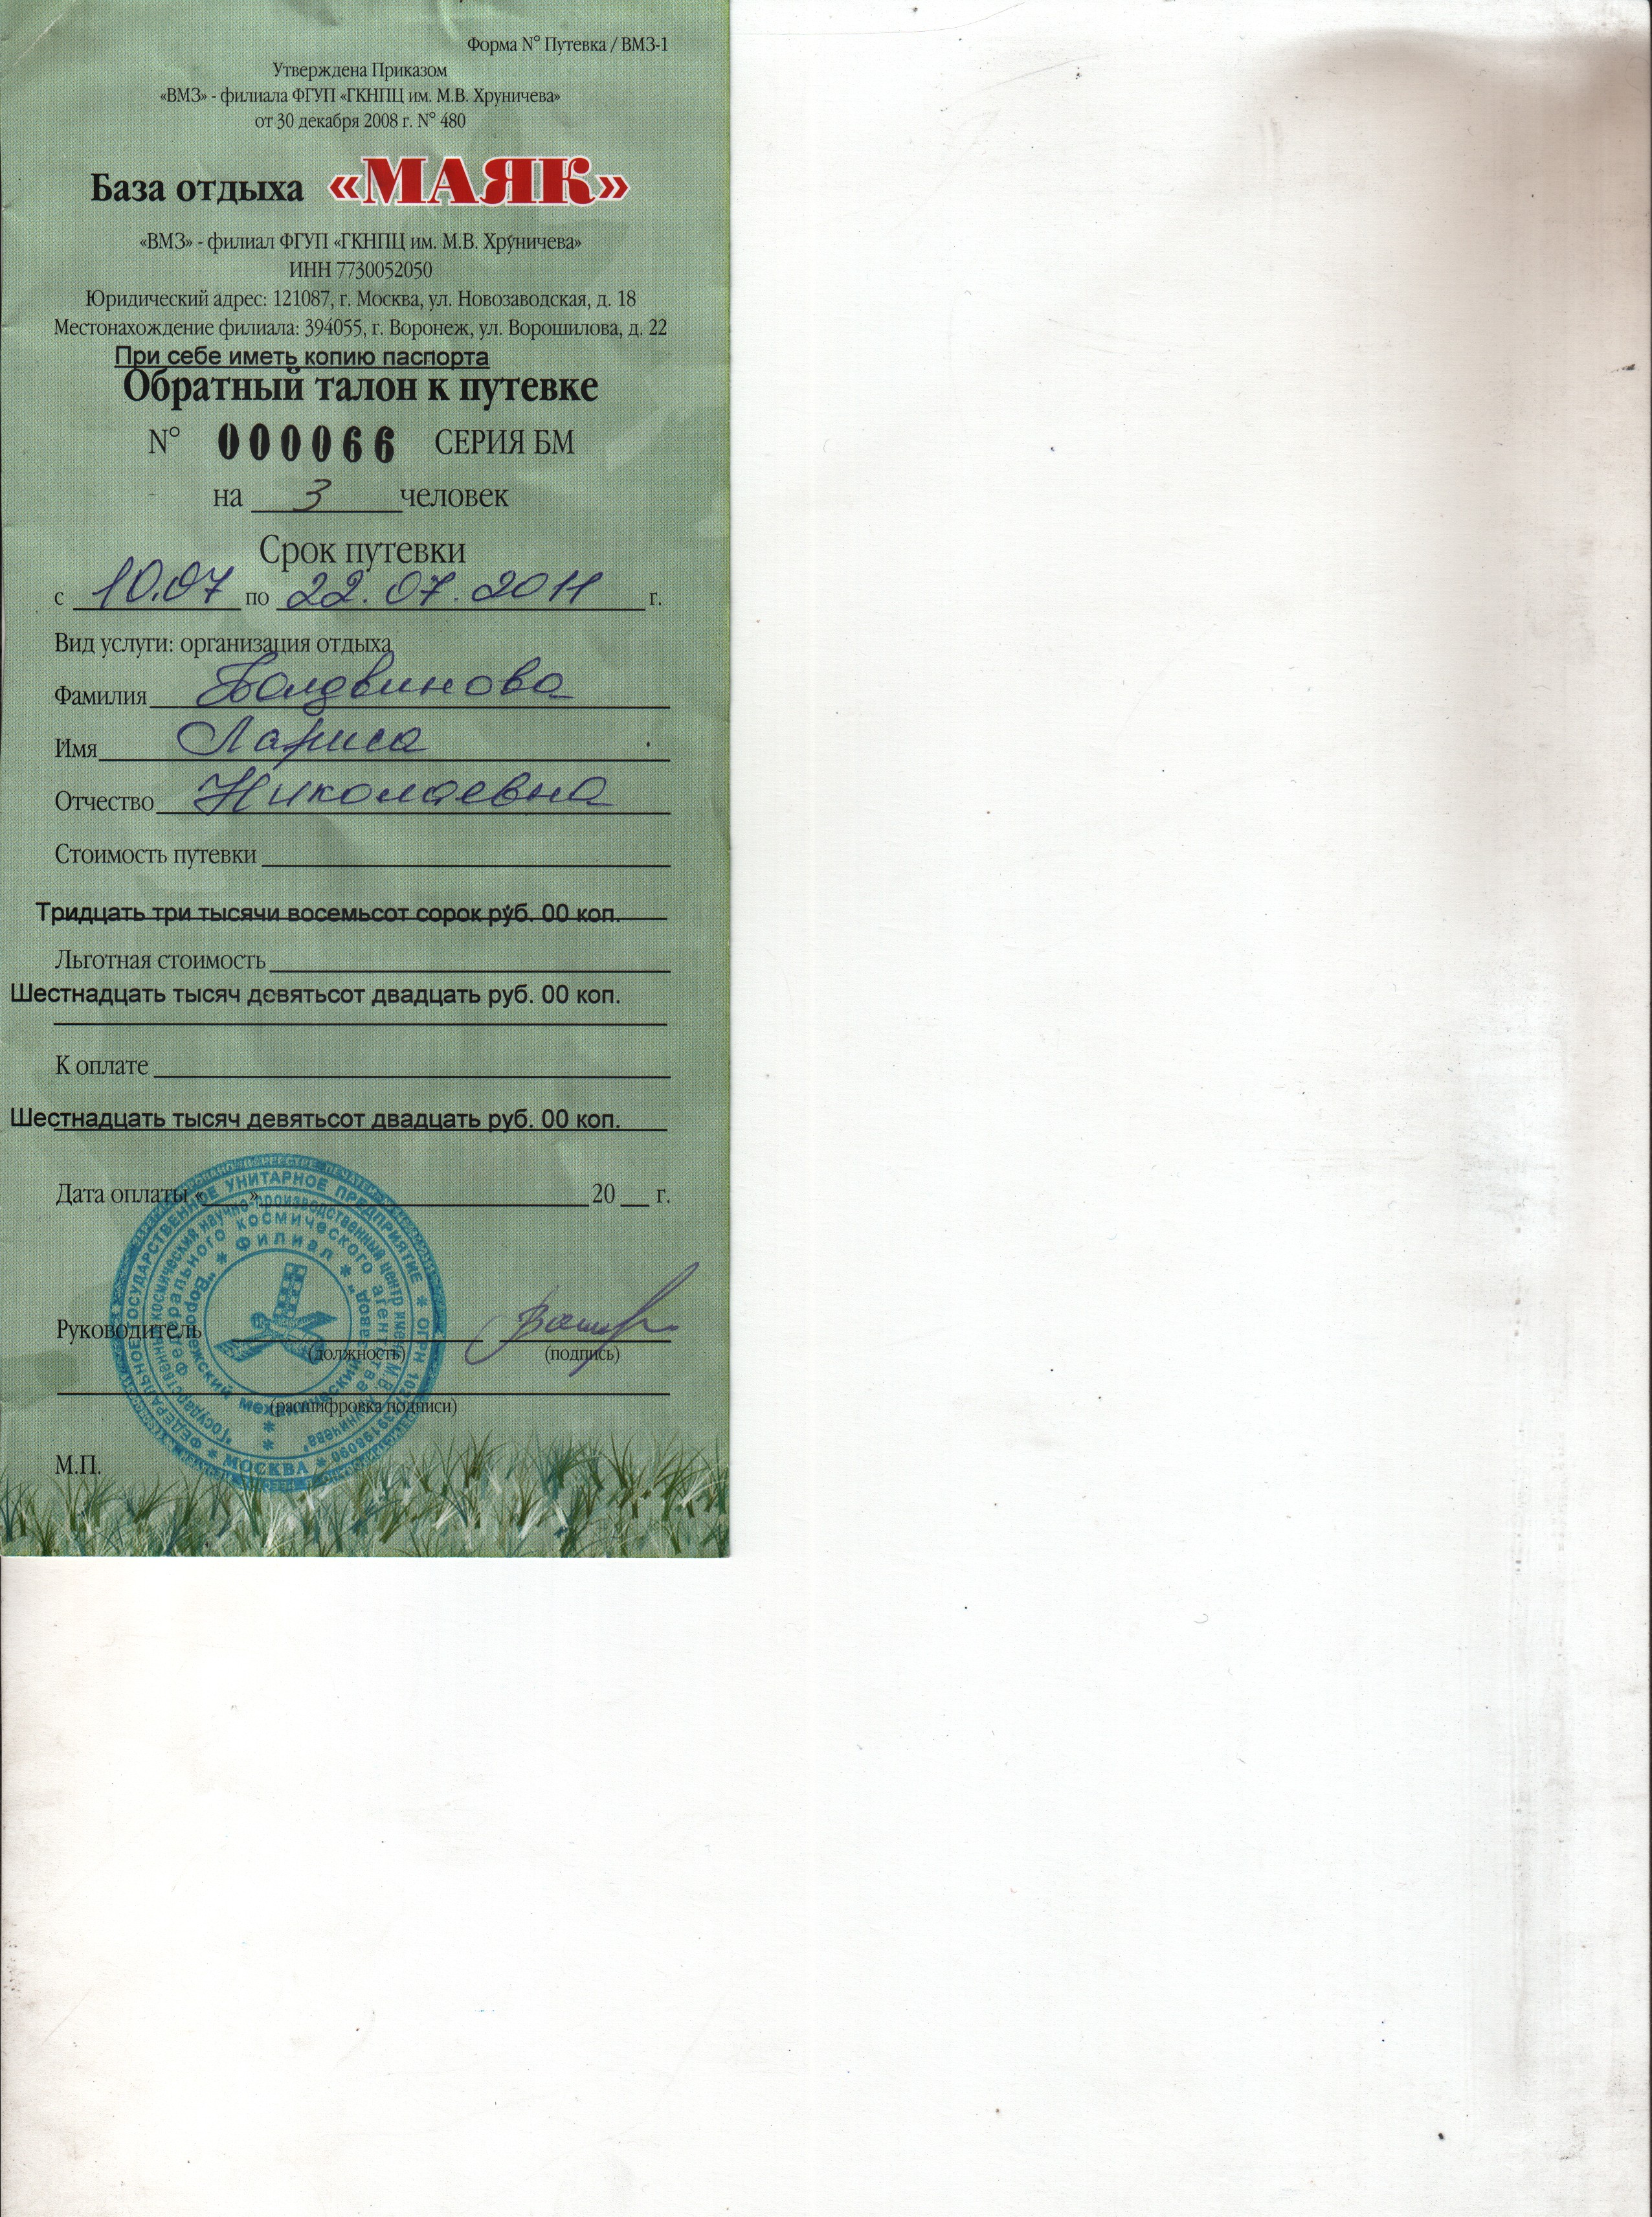 Форма N° Путевка / ВМЗ-1
Утверждена Приказом
«ВМЗ» - филиала ФГУП «ГКНПЦ им. М.В. Хруничева»
от 30 декабря 2008 г. N° 480
База отдыха «МАЯК»
«ВМЗ» - филиал ФГУП «ГКНПЦ им. М.В. Хруничева»
ИНН 7730052050
Юридический адрес: 121087, г. Москва, ул. Новозаводская, д. 18
Местонахождение филиала: 394055, г. Воронеж, ул. Ворошилова, д. 22
При себе иметь копию паспорта
Обратный талон к путевке
N° 000066 СЕРИЯ БМ
на 3 человек
Срок путевки
с 10.07 по 22.07.2011 г.
Вид услуги: организация отдыха
Фамилия Болдвинова
Имя Лариса
Отчество Николаевна
Стоимость путевки
Тридцать три тысячи восемьсот сорок руб. 00 коп.
Льготная стоимость
Шестнадцать тысяч девятьсот двадцать руб. 00 коп.
К оплате
Шестнадцать тысяч девятьсот двадцать руб. 00 коп.
Дата оплаты « » 20 г.
Руководитель
(должность) (подпись)
(расшифровка подписи)
М.П.
ФЕДЕРАЛЬНОЕ ГОСУДАРСТВЕННОЕ УНИТАРНОЕ ПРЕДПРИЯТИЕ * ОГРН
* МОСКВА *
"Государственный космический научно-производственный центр имени М.В. Хруничева"
Федерального космического агентства
* Филиал *
"Воронежский механический завод"